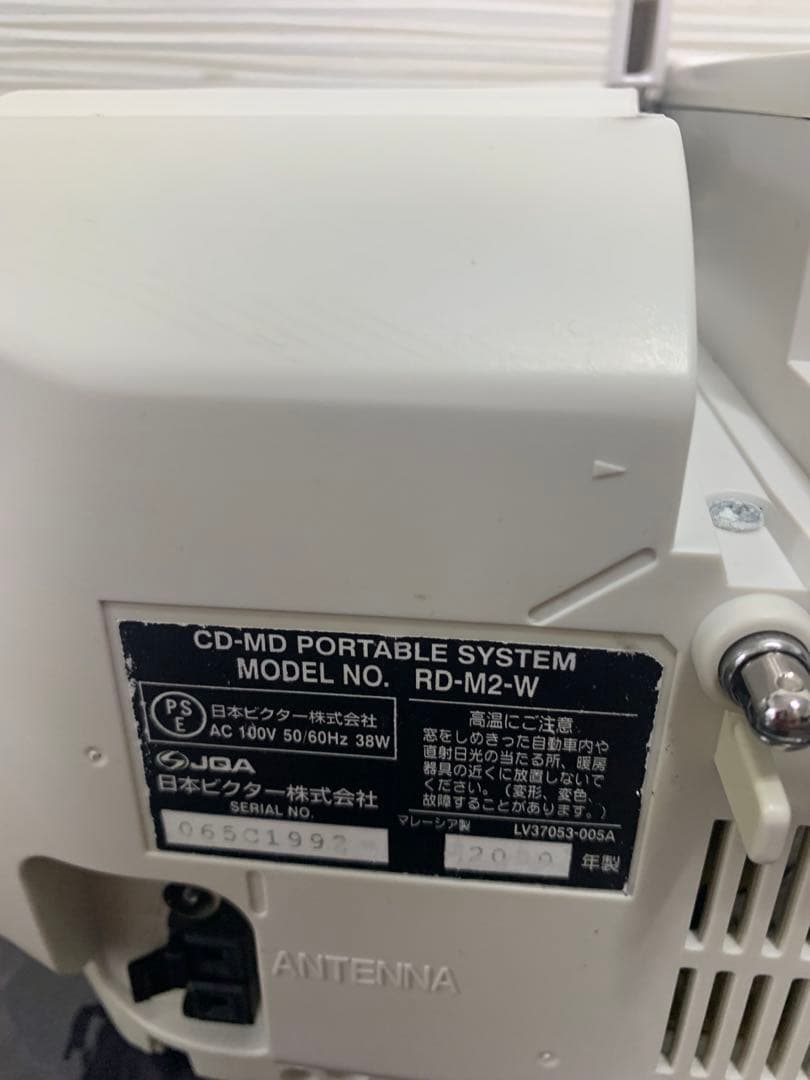 CD-MD PORTABLE SYSTEM
MODEL NO. RD-M2-W
PS
E
日本ビクター株式会社
AC 100V 50/60Hz 38W
JQA
日本ビクター株式会社
SERIAL NO.
065C1992
高温にご注意
窓をしめきった自動車内や
直射日光の当たる所、暖房
器具の近くに放置しないで
ください。(変形、変色、
故障することがあります。)
マレーシア製 LV37053-005A
年製
ANTENNA